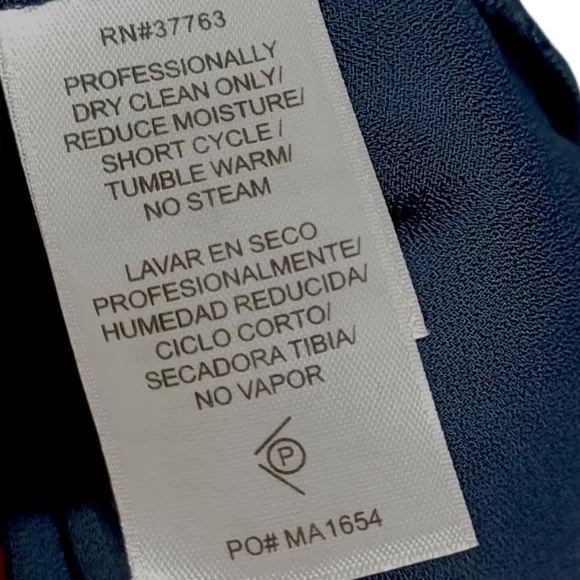 RN#37763
PROFESSIONALLY
DRY CLEAN ONLY/
REDUCE MOISTURE/
SHORT CYCLE /
TUMBLE WARM/
NO STEAM
LAVAR EN SECO
PROFESIONALMENTE/
HUMEDAD REDUCIDA/
CICLO CORTO/
SECADORA TIBIA/
NO VAPOR
P
PO# MA1654